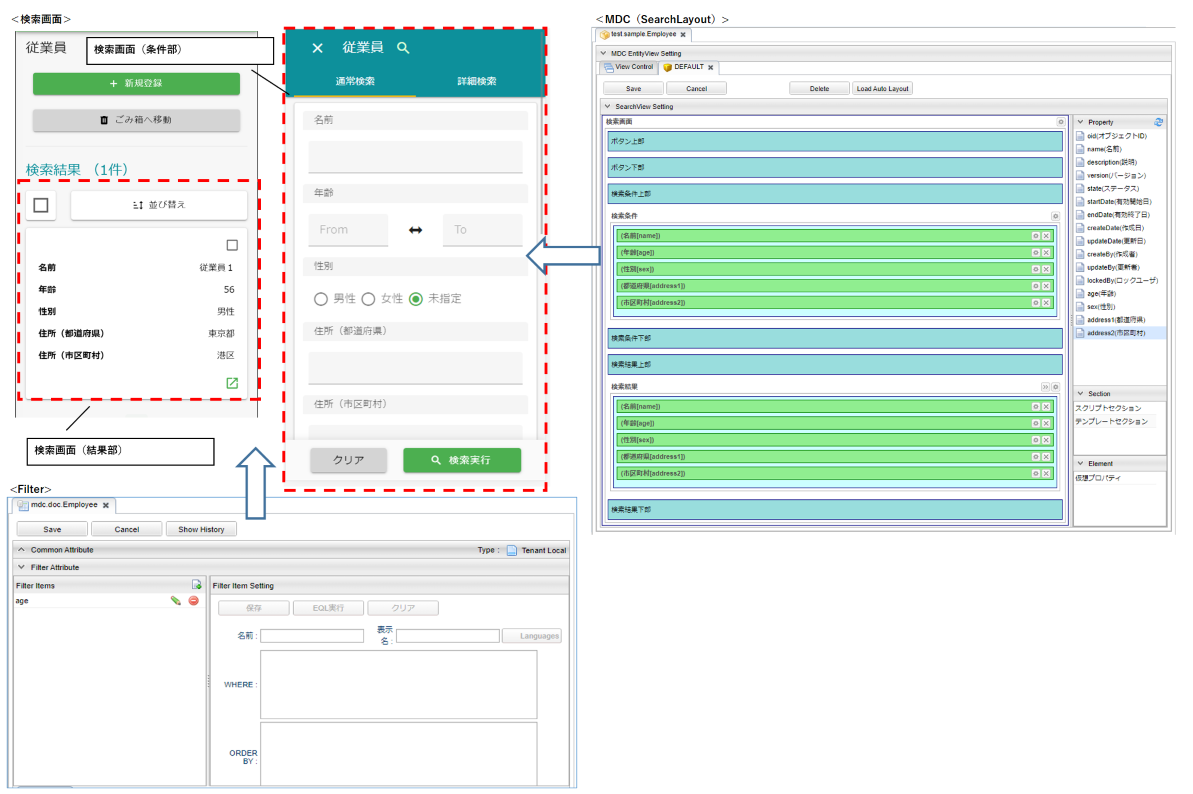 <検索画面>
従業員
検索画面（条件部）
+ 新規登録
ごみ箱へ移動
検索結果 （1件）
並び替え
名前 従業員１
年齢 56
性別 男性
住所（都道府県） 東京都
住所（市区町村） 港区
検索画面（結果部）
従業員
通常検索 詳細検索
名前
年齢
From To
性別
男性 女性 未指定
住所（都道府県）
住所（市区町村）
クリア 検索実行
<MDC（SearchLayout）>
test.sample.Employee
MDC EntityView Setting
View Control DEFAULT
Save Cancel Delete Load Auto Layout
SearchView Setting
検索画面
ボタン上部
ボタン下部
検索条件上部
検索条件
(名前[name])
(年齢[age])
(性別[sex])
(都道府県[address1])
(市区町村[address2])
検索条件下部
検索結果上部
検索結果
(名前[name])
(年齢[age])
(性別[sex])
(都道府県[address1])
(市区町村[address2])
検索結果下部
Property
oid(オブジェクトID)
name(名前)
description(説明)
version(バージョン)
state(ステータス)
startDate(有効開始日)
endDate(有効終了日)
createDate(作成日)
updateDate(更新日)
createBy(作成者)
updateBy(更新者)
lockedBy(ロックユーザ)
age(年齢)
sex(性別)
address1(都道府県)
address2(市区町村)
Section
スクリプトセクション
テンプレートセクション
Element
仮想プロパティ
<Filter>
mdc.doc.Employee
Save Cancel Show History
Common Attribute Type : Tenant Local
Filter Attribute
Filter Items
age
Filter Item Setting
保存 EQL実行 クリア
名前 : 表示
名 : Languages
WHERE :
ORDER
BY :